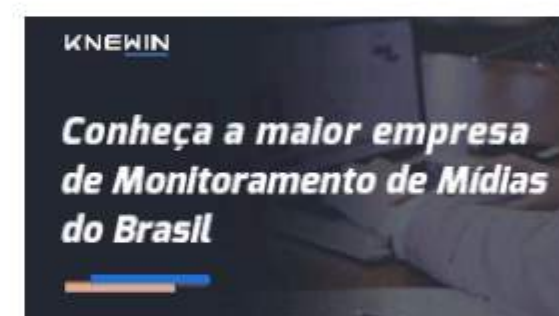 KNEWIN
Conheça a maior empresa
de Monitoramento de Mídias
do Brasil